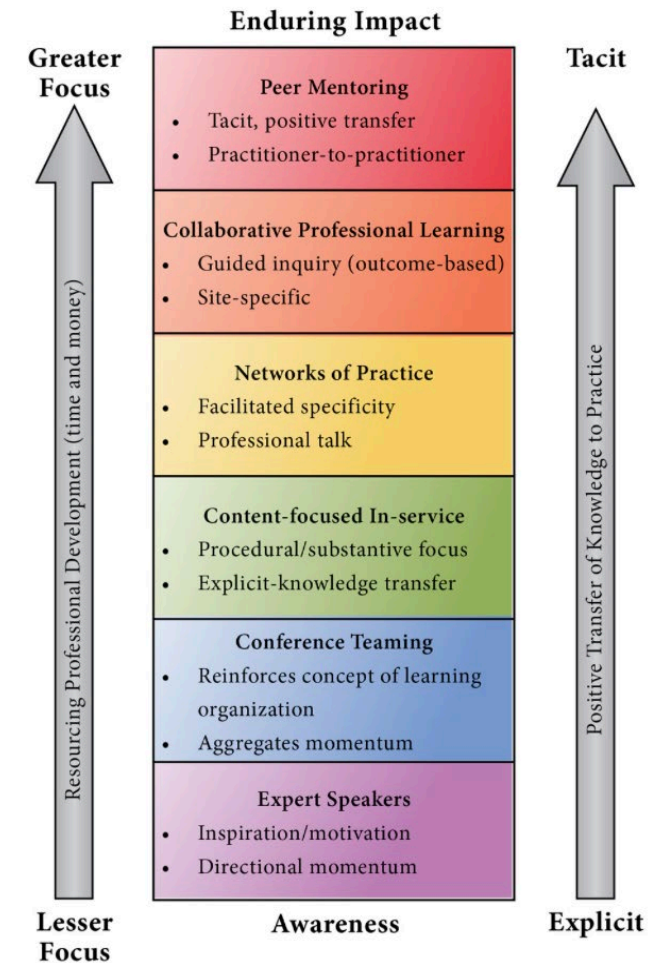 Enduring Impact
Greater
Focus
Tacit
Peer Mentoring
• Tacit, positive transfer
• Practitioner-to-practitioner
Collaborative Professional Learning
• Guided inquiry (outcome-based)
• Site-specific
Networks of Practice
• Facilitated specificity
• Professional talk
Content-focused In-service
• Procedural/substantive focus
• Explicit-knowledge transfer
Conference Teaming
• Reinforces concept of learning
organization
• Aggregates momentum
Expert Speakers
• Inspiration/motivation
• Directional momentum
Resourcing Professional Development (time and money)
Positive Transfer of Knowledge to Practice
Lesser
Focus
Awareness
Explicit